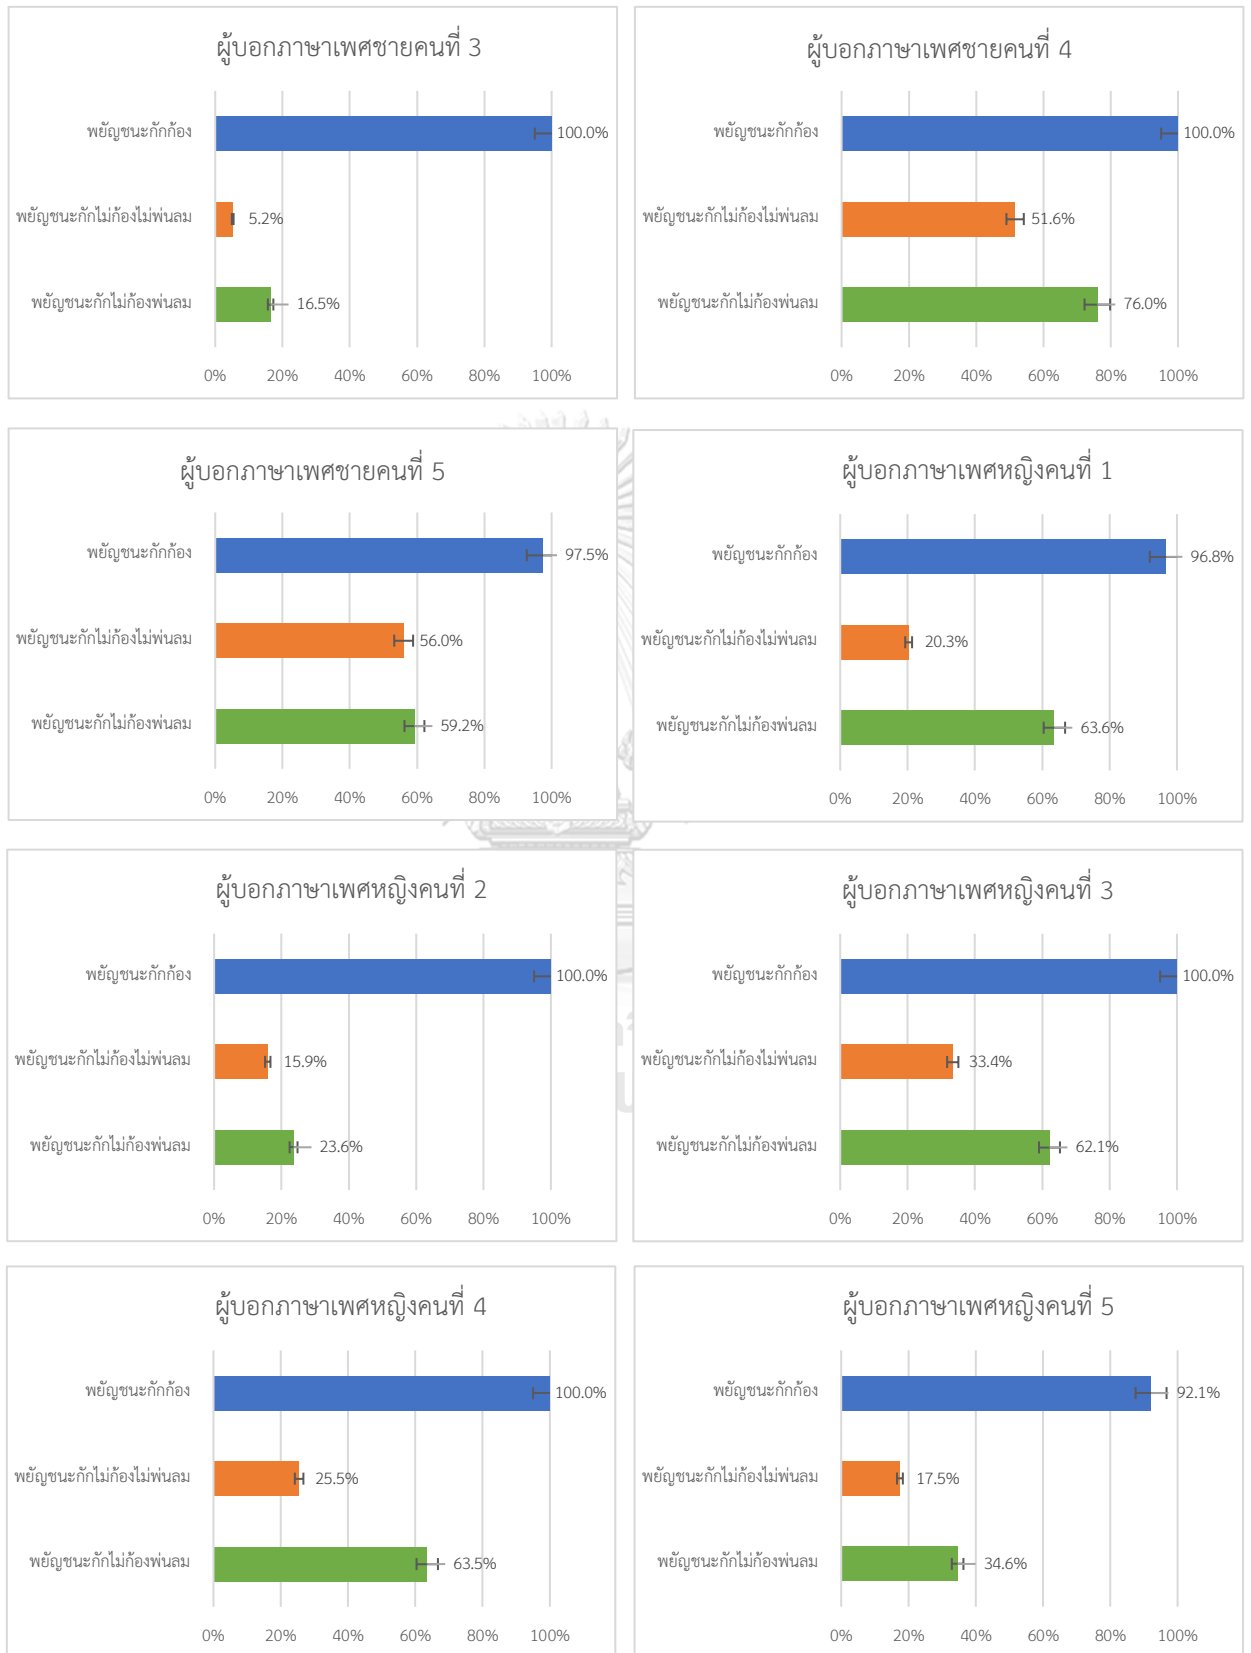 ผู้บอกภาษาเพศชายคนที่ 3
พยัญชนะกักก้อง
100.0%
พยัญชนะกักไม่ก้องไม่พ่นลม
5.2%
พยัญชนะกักไม่ก้องพ่นลม
16.5%
0% 20% 40% 60% 80% 100%
ผู้บอกภาษาเพศชายคนที่ 4
พยัญชนะกักก้อง
100.0%
พยัญชนะกักไม่ก้องไม่พ่นลม
51.6%
พยัญชนะกักไม่ก้องพ่นลม
76.0%
0% 20% 40% 60% 80% 100%
ผู้บอกภาษาเพศชายคนที่ 5
พยัญชนะกักก้อง
97.5%
พยัญชนะกักไม่ก้องไม่พ่นลม
56.0%
พยัญชนะกักไม่ก้องพ่นลม
59.2%
0% 20% 40% 60% 80% 100%
ผู้บอกภาษาเพศหญิงคนที่ 1
พยัญชนะกักก้อง
96.8%
พยัญชนะกักไม่ก้องไม่พ่นลม
20.3%
พยัญชนะกักไม่ก้องพ่นลม
63.6%
0% 20% 40% 60% 80% 100%
ผู้บอกภาษาเพศหญิงคนที่ 2
พยัญชนะกักก้อง
100.0%
พยัญชนะกักไม่ก้องไม่พ่นลม
15.9%
พยัญชนะกักไม่ก้องพ่นลม
23.6%
0% 20% 40% 60% 80% 100%
ผู้บอกภาษาเพศหญิงคนที่ 3
พยัญชนะกักก้อง
100.0%
พยัญชนะกักไม่ก้องไม่พ่นลม
33.4%
พยัญชนะกักไม่ก้องพ่นลม
62.1%
0% 20% 40% 60% 80% 100%
ผู้บอกภาษาเพศหญิงคนที่ 4
พยัญชนะกักก้อง
100.0%
พยัญชนะกักไม่ก้องไม่พ่นลม
25.5%
พยัญชนะกักไม่ก้องพ่นลม
63.5%
0% 20% 40% 60% 80% 100%
ผู้บอกภาษาเพศหญิงคนที่ 5
พยัญชนะกักก้อง
92.1%
พยัญชนะกักไม่ก้องไม่พ่นลม
17.5%
พยัญชนะกักไม่ก้องพ่นลม
34.6%
0% 20% 40% 60% 80% 100%